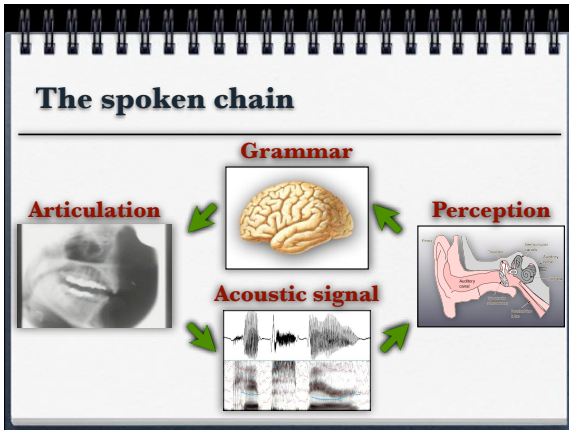 The spoken chain
Grammar
Articulation
Perception
Acoustic signal
Auditory
canal